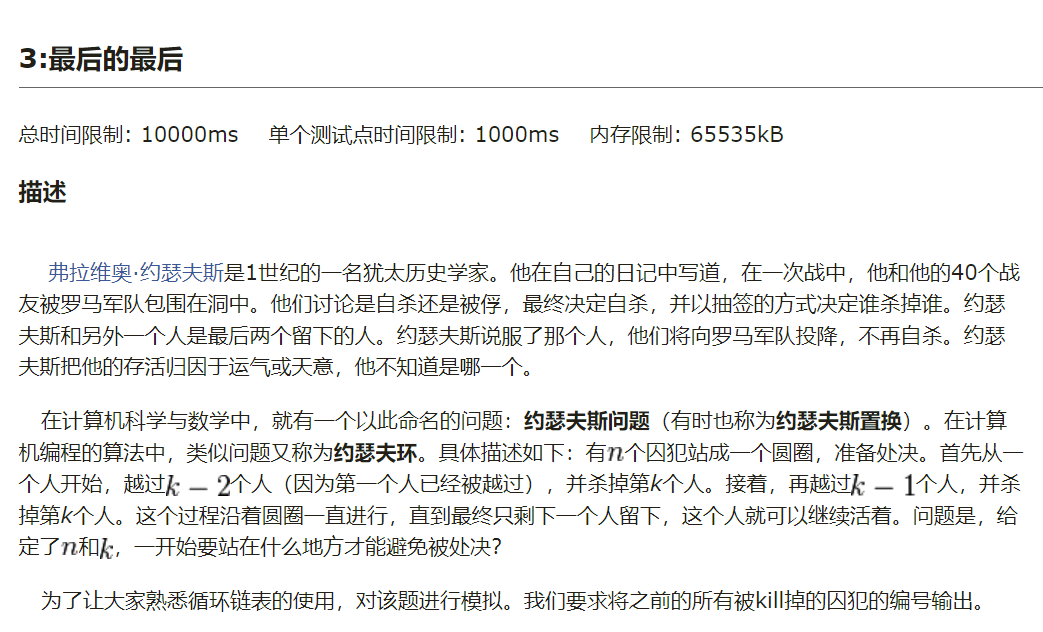 3:最后的最后
总时间限制: 10000ms 单个测试点时间限制: 1000ms 内存限制: 65535kB
描述
弗拉维奥·约瑟夫斯是1世纪的一名犹太历史学家。他在自己的日记中写道，在一次战中，他和他的40个战
友被罗马军队包围在洞中。他们讨论是自杀还是被俘，最终决定自杀，并以抽签的方式决定谁杀掉谁。约瑟
夫斯和另外一个人是最后两个留下的人。约瑟夫斯说服了那个人，他们将向罗马军队投降，不再自杀。约瑟
夫斯把他的存活归因于运气或天意，他不知道是哪一个。
在计算机科学与数学中，就有一个以此命名的问题：约瑟夫斯问题（有时也称为约瑟夫斯置换）。在计算
机编程的算法中，类似问题又称为约瑟夫环。具体描述如下：有n个囚犯站成一个圆圈，准备处决。首先从一
个人开始，越过k − 2个人（因为第一个人已经被越过），并杀掉第k个人。接着，再越过k − 1个人，并杀
掉第k个人。这个过程沿着圆圈一直进行，直到最终只剩下一个人留下，这个人就可以继续活着。问题是，给
定了n和k，一开始要站在什么地方才能避免被处决？
为了让大家熟悉循环链表的使用，对该题进行模拟。我们要求将之前的所有被kill掉的囚犯的编号输出。